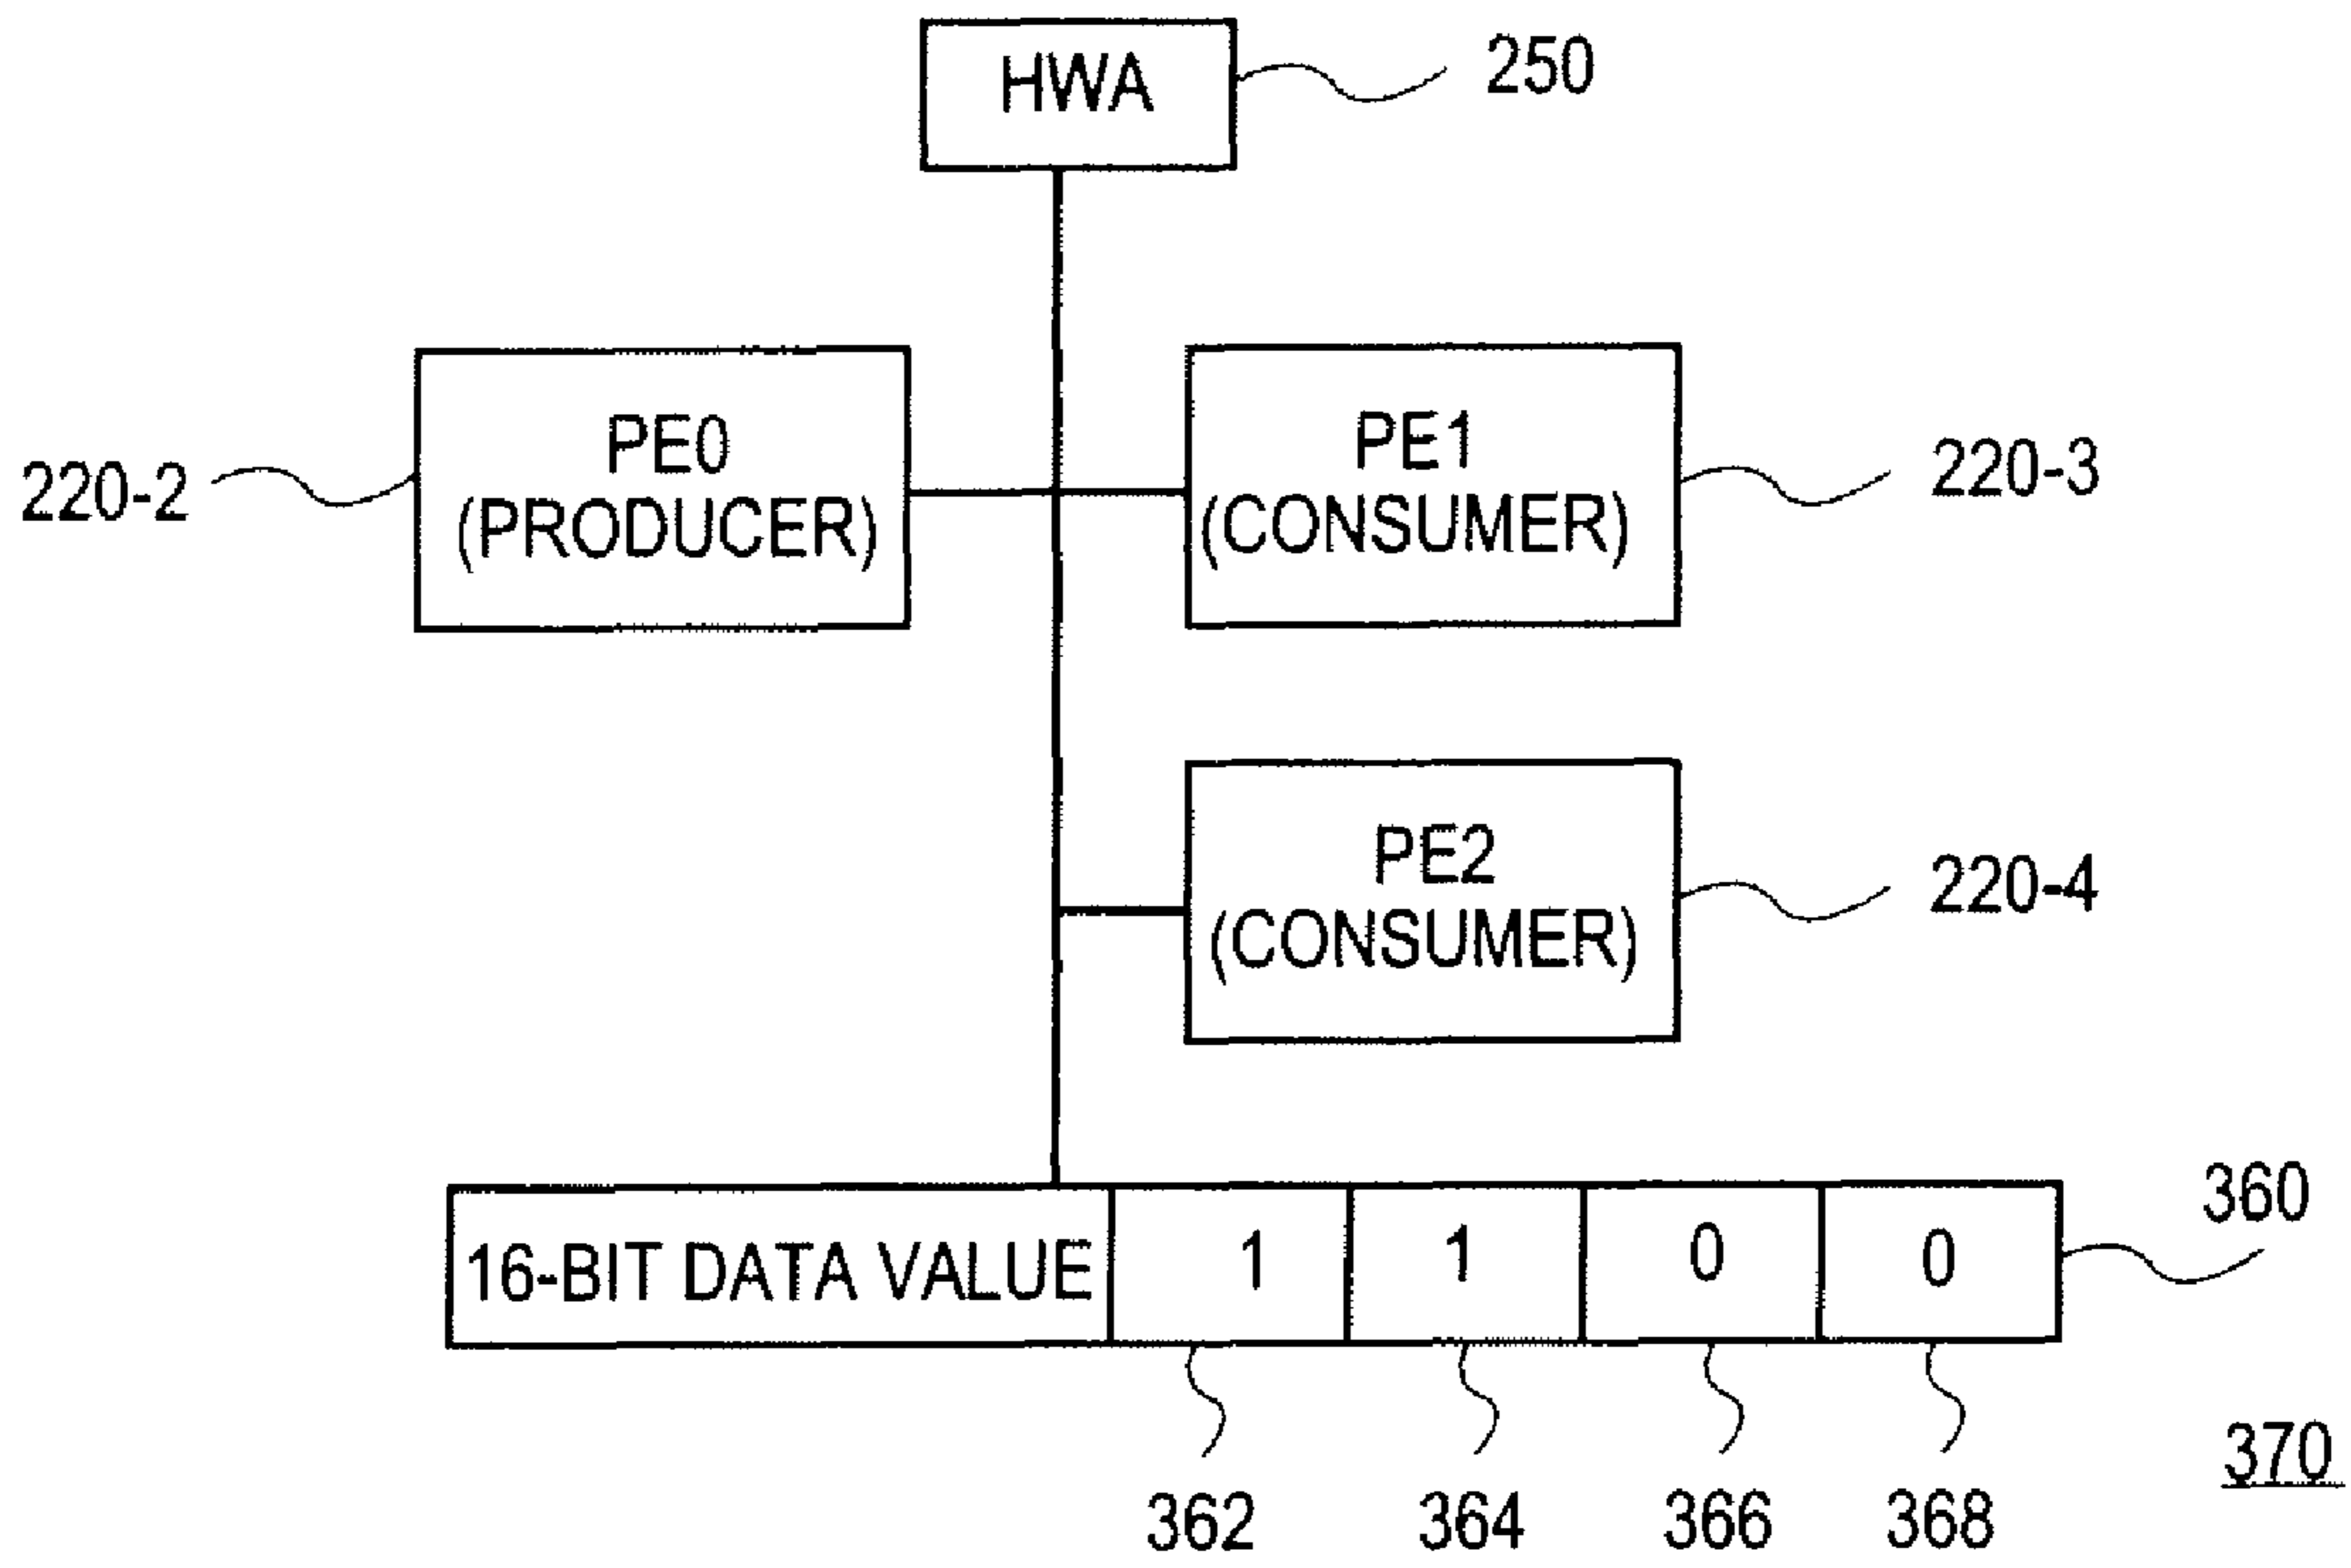 HWA
250
PE0
(PRODUCER)
220-2
PE1
(CONSUMER)
220-3
PE2
(CONSUMER)
220-4
16-BIT DATA VALUE 1 1 0 0
360
362 364 366 368
370